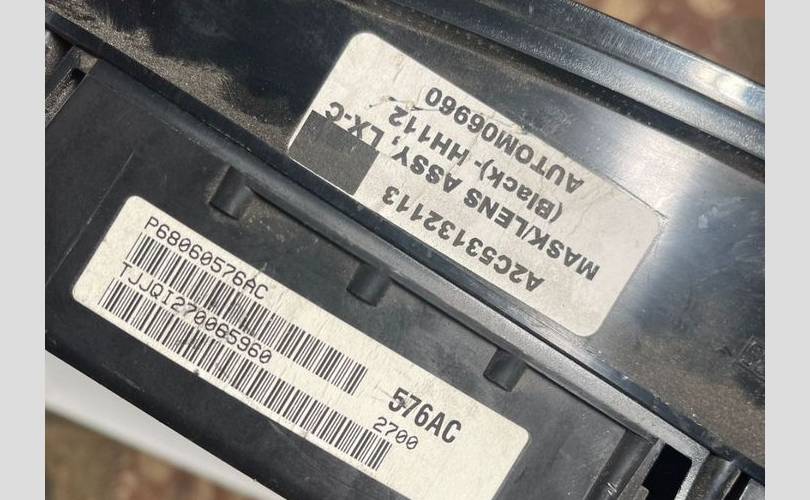 A2C53132113
MASK/LENS ASSY, LX-C
(Black)- HH112
AUTOM06960
P68060576AC
TJJQI270065960
576AC
2700